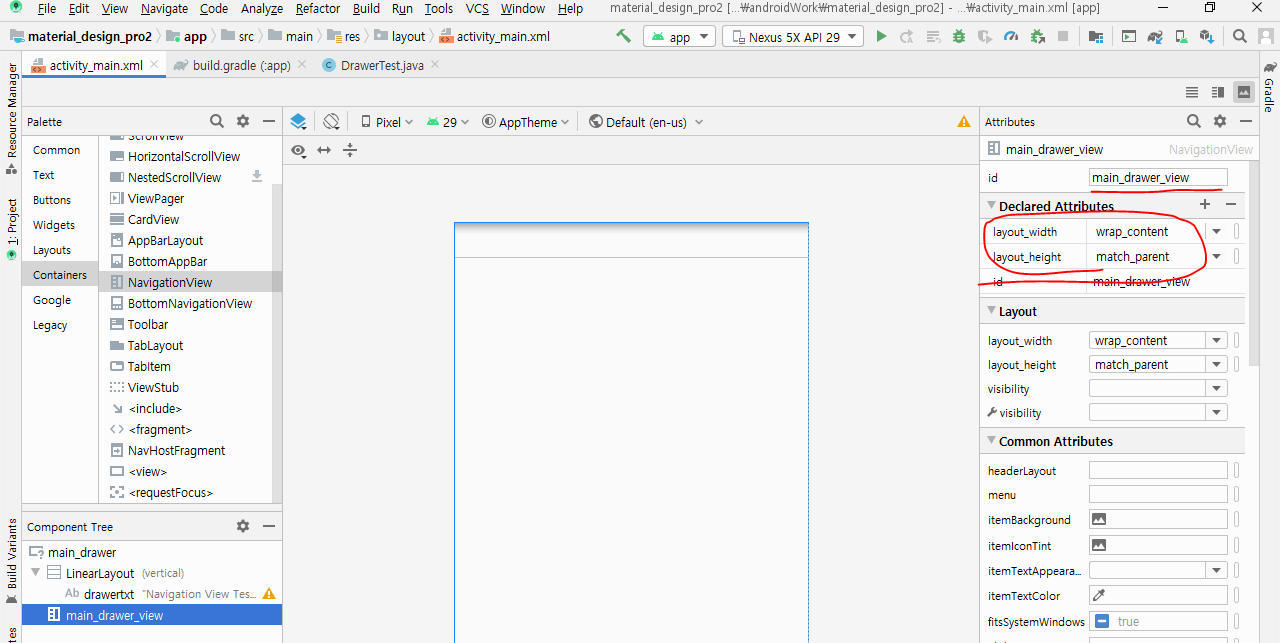 File Edit View Navigate Code Analyze Refactor Build Run Tools VCS Window Help material_design_pro2 [...₩androidWork₩material_design_pro2] - ...₩activity_main.xml [app]
material_design_pro2 app src main res layout activity_main.xml app Nexus 5X API 29
activity_main.xml build.gradle (:app) C DrawerTest.java
Resource Manager
1: Project
Build Variants
Gradle
Palette
Common
Text
Buttons
Widgets
Layouts
Containers
Google
Legacy
ScrollView
HorizontalScrollView
NestedScrollView
ViewPager
CardView
AppBarLayout
BottomAppBar
NavigationView
BottomNavigationView
Toolbar
TabLayout
TabItem
ViewStub
<include>
<fragment>
NavHostFragment
<view>
<requestFocus>
Component Tree
main_drawer
LinearLayout (vertical)
Ab drawertxt "Navigation View Tes...
main_drawer_view
Pixel 29 AppTheme Default (en-us)
Attributes
main_drawer_view NavigationView
id main_drawer_view
Declared Attributes
layout_width wrap_content
layout_height match_parent
id main_drawer_view
Layout
layout_width wrap_content
layout_height match_parent
visibility
visibility
Common Attributes
headerLayout
menu
itemBackground
itemIconTint
itemTextAppeara...
itemTextColor
fitsSystemWindows true